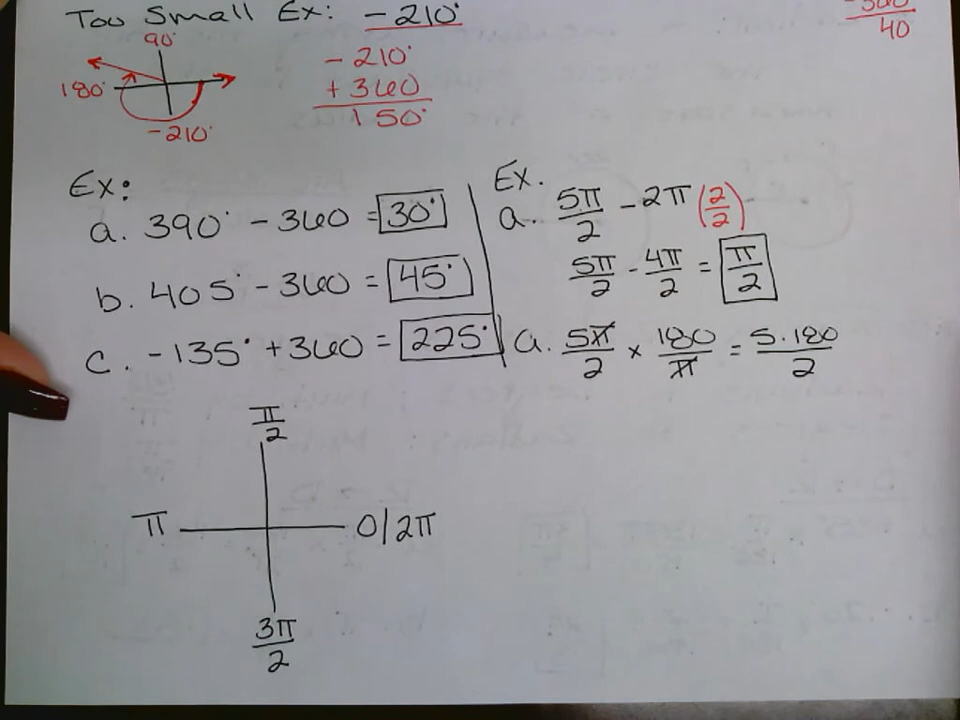 Too Small Ex: -210°
40
90°
180°
-210°
-210°
+360
150°
Ex:
a. 390° - 360 = 30°
b. 405 - 360 = 45°
c. -135° + 360 = 225°
Ex.
a. 5π/2 - 2π (2/2)
5π/2 - 4π/2 = π/2
a. 5π/2 × 180/π = 5·180/2
π/2
π 0/2π
3π/2